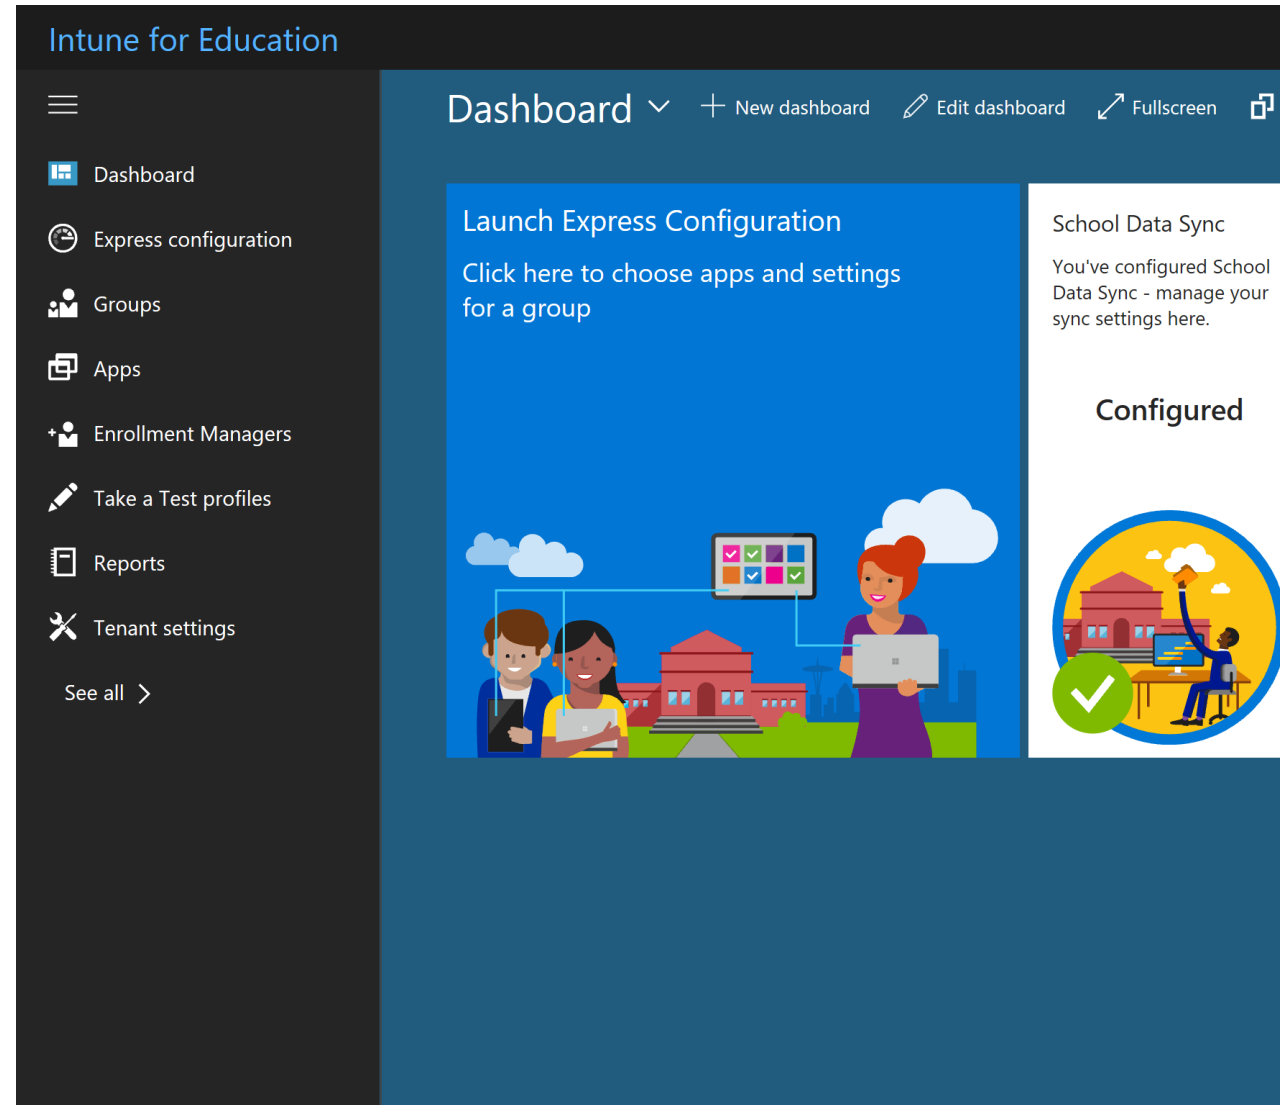 Intune for Education
Dashboard
New dashboard
Edit dashboard
Fullscreen
Dashboard
Express configuration
Groups
Apps
Enrollment Managers
Take a Test profiles
Reports
Tenant settings
See all
Launch Express Configuration
Click here to choose apps and settings
for a group
School Data Sync
You've configured School
Data Sync - manage your
sync settings here.
Configured